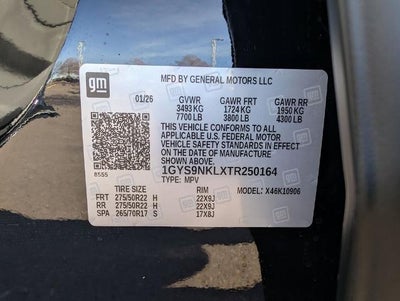 gm
MFD BY GENERAL MOTORS LLC
01/26 GVWR GAWR FRT GAWR RR
3493 KG 1724 KG 1950 KG
7700 LB 3800 LB 4300 LB
THIS VEHICLE CONFORMS TO ALL
APPLICABLE U.S. FEDERAL MOTOR
VEHICLE SAFETY STANDARDS IN EFFECT
ON THE DATE OF MANUFACTURE
SHOWN ABOVE.
8555 1GYS9NKLXTR250164
TYPE: MPV
TIRE SIZE RIM MODEL: X46K10906
FRT 275/50R22 H 22X9J
RR 275/50R22 H 22X9J
SPA 265/70R17 S 17X8J